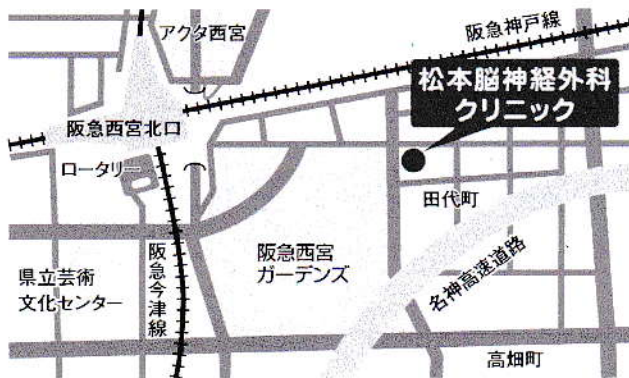 アクタ西宮
阪急神戸線
松本脳神経外科
クリニック
阪急西宮北口
ロータリー
田代町
阪急西宮
ガーデンズ
名神高速道路
県立芸術
文化センター
阪急今津線
高畑町